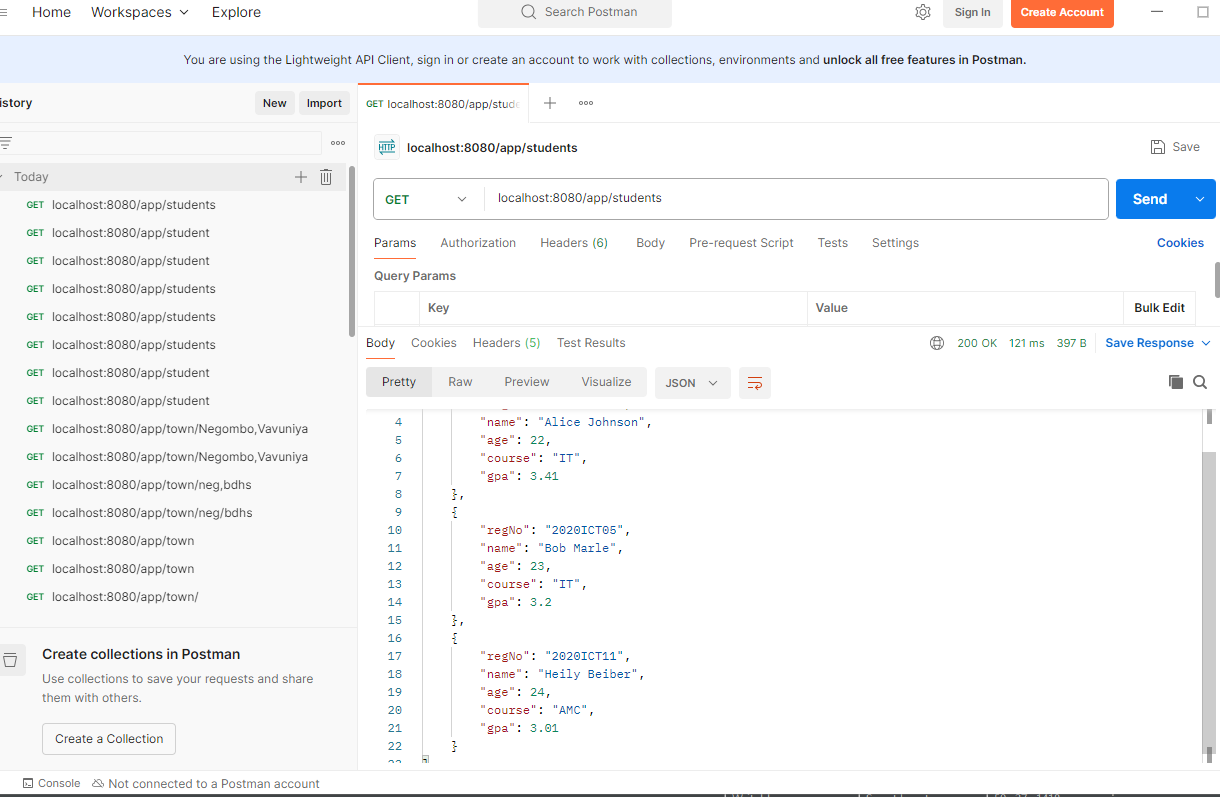 Home Workspaces Explore Search Postman Sign In Create Account
You are using the Lightweight API Client, sign in or create an account to work with collections, environments and unlock all free features in Postman.
istory New Import
GET localhost:8080/app/stude
localhost:8080/app/students Save
Today
GET localhost:8080/app/students
GET localhost:8080/app/student
GET localhost:8080/app/student
GET localhost:8080/app/students
GET localhost:8080/app/students
GET localhost:8080/app/students
GET localhost:8080/app/student
GET localhost:8080/app/student
GET localhost:8080/app/town/Negombo,Vavuniya
GET localhost:8080/app/town/Negombo,Vavuniya
GET localhost:8080/app/town/neg,bdhs
GET localhost:8080/app/town/neg/bdhs
GET localhost:8080/app/town
GET localhost:8080/app/town
GET localhost:8080/app/town/
Create collections in Postman
Use collections to save your requests and share
them with others.
Create a Collection
HTTP
GET localhost:8080/app/students Send
Params Authorization Headers (6) Body Pre-request Script Tests Settings Cookies
Query Params
Key Value Bulk Edit
Body Cookies Headers (5) Test Results 200 OK 121 ms 397 B Save Response
Pretty Raw Preview Visualize JSON
4 "name": "Alice Johnson",
5 "age": 22,
6 "course": "IT",
7 "gpa": 3.41
8 },
9 {
10 "regNo": "2020ICT05",
11 "name": "Bob Marle",
12 "age": 23,
13 "course": "IT",
14 "gpa": 3.2
15 },
16 {
17 "regNo": "2020ICT11",
18 "name": "Heily Beiber",
19 "age": 24,
20 "course": "AMC",
21 "gpa": 3.01
22 }
23 ]
Console Not connected to a Postman account